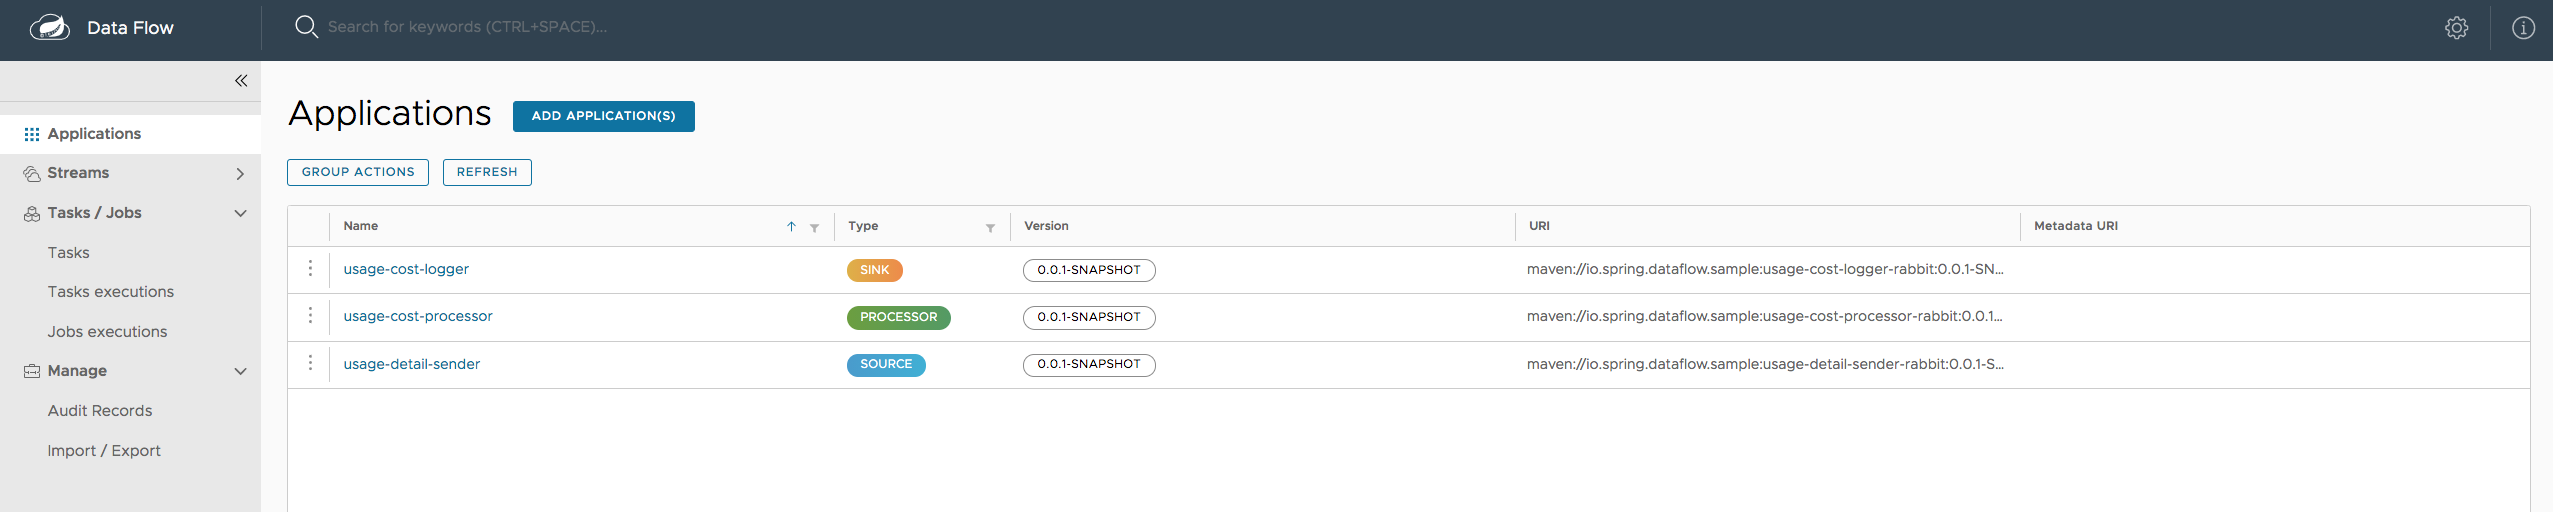 Data Flow
Search for keywords (CTRL+SPACE)...
Applications
Streams
Tasks / Jobs
Tasks
Tasks executions
Jobs executions
Manage
Audit Records
Import / Export
Applications ADD APPLICATION(S)
GROUP ACTIONS REFRESH
Name Type Version URI Metadata URI
usage-cost-logger SINK 0.0.1-SNAPSHOT maven://io.spring.dataflow.sample:usage-cost-logger-rabbit:0.0.1-SN...
usage-cost-processor PROCESSOR 0.0.1-SNAPSHOT maven://io.spring.dataflow.sample:usage-cost-processor-rabbit:0.0.1...
usage-detail-sender SOURCE 0.0.1-SNAPSHOT maven://io.spring.dataflow.sample:usage-detail-sender-rabbit:0.0.1-S...